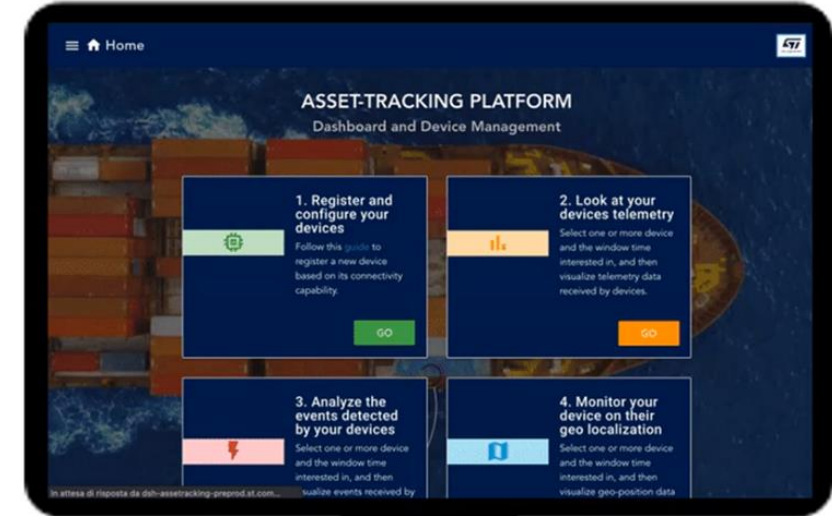 Home
ASSET-TRACKING PLATFORM
Dashboard and Device Management
1. Register and
configure your
devices
Follow this guide to
register a new device
based on its connectivity
capability.
GO
2. Look at your
devices telemetry
Select one or more device
and the window time
interested in, and then
visualize telemetry data
received by devices.
GO
3. Analyze the
events detected
by your devices
Select one or more device
and the window time
interested in, and then
visualize events received by
4. Monitor your
device on their
geo localization
Select one or more device
and the window time
interested in, and then
visualize geo-position data
In attesa di risposta da dsh-assetracking-preprod.st.com...